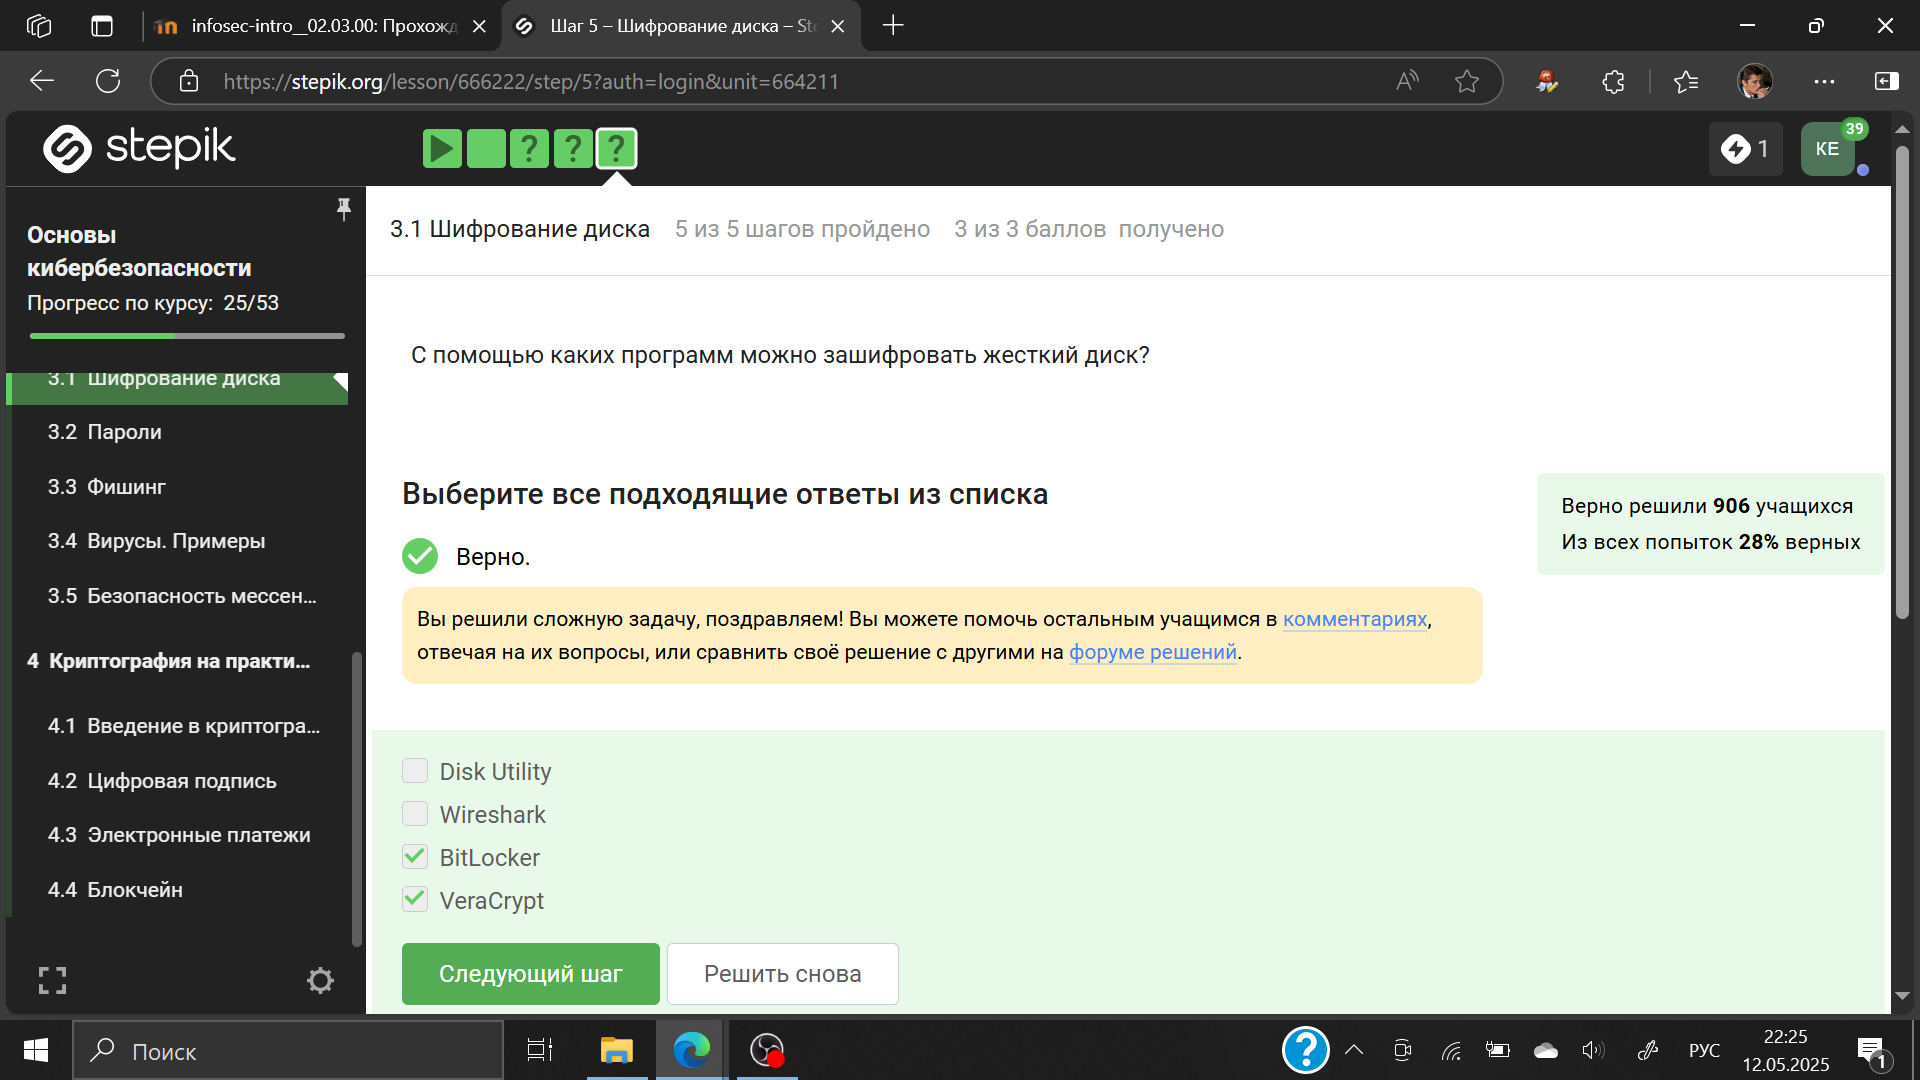 infosec-intro__02.03.00: Прохожд
Шаг 5 – Шифрование диска – Ste
https://stepik.org/lesson/666222/step/5?auth=login&unit=664211
stepik
1
KE
39
Основы
кибербезопасности
Прогресс по курсу: 25/53
3.1 Шифрование диска
3.2 Пароли
3.3 Фишинг
3.4 Вирусы. Примеры
3.5 Безопасность мессен...
4 Криптография на практи...
4.1 Введение в криптогра...
4.2 Цифровая подпись
4.3 Электронные платежи
4.4 Блокчейн
3.1 Шифрование диска 5 из 5 шагов пройдено 3 из 3 баллов получено
С помощью каких программ можно зашифровать жесткий диск?
Выберите все подходящие ответы из списка
Верно.
Вы решили сложную задачу, поздравляем! Вы можете помочь остальным учащимся в комментариях,
отвечая на их вопросы, или сравнить своё решение с другими на форуме решений.
Верно решили 906 учащихся
Из всех попыток 28% верных
Disk Utility
Wireshark
BitLocker
VeraCrypt
Следующий шаг
Решить снова
Поиск
РУС
22:25
12.05.2025
1